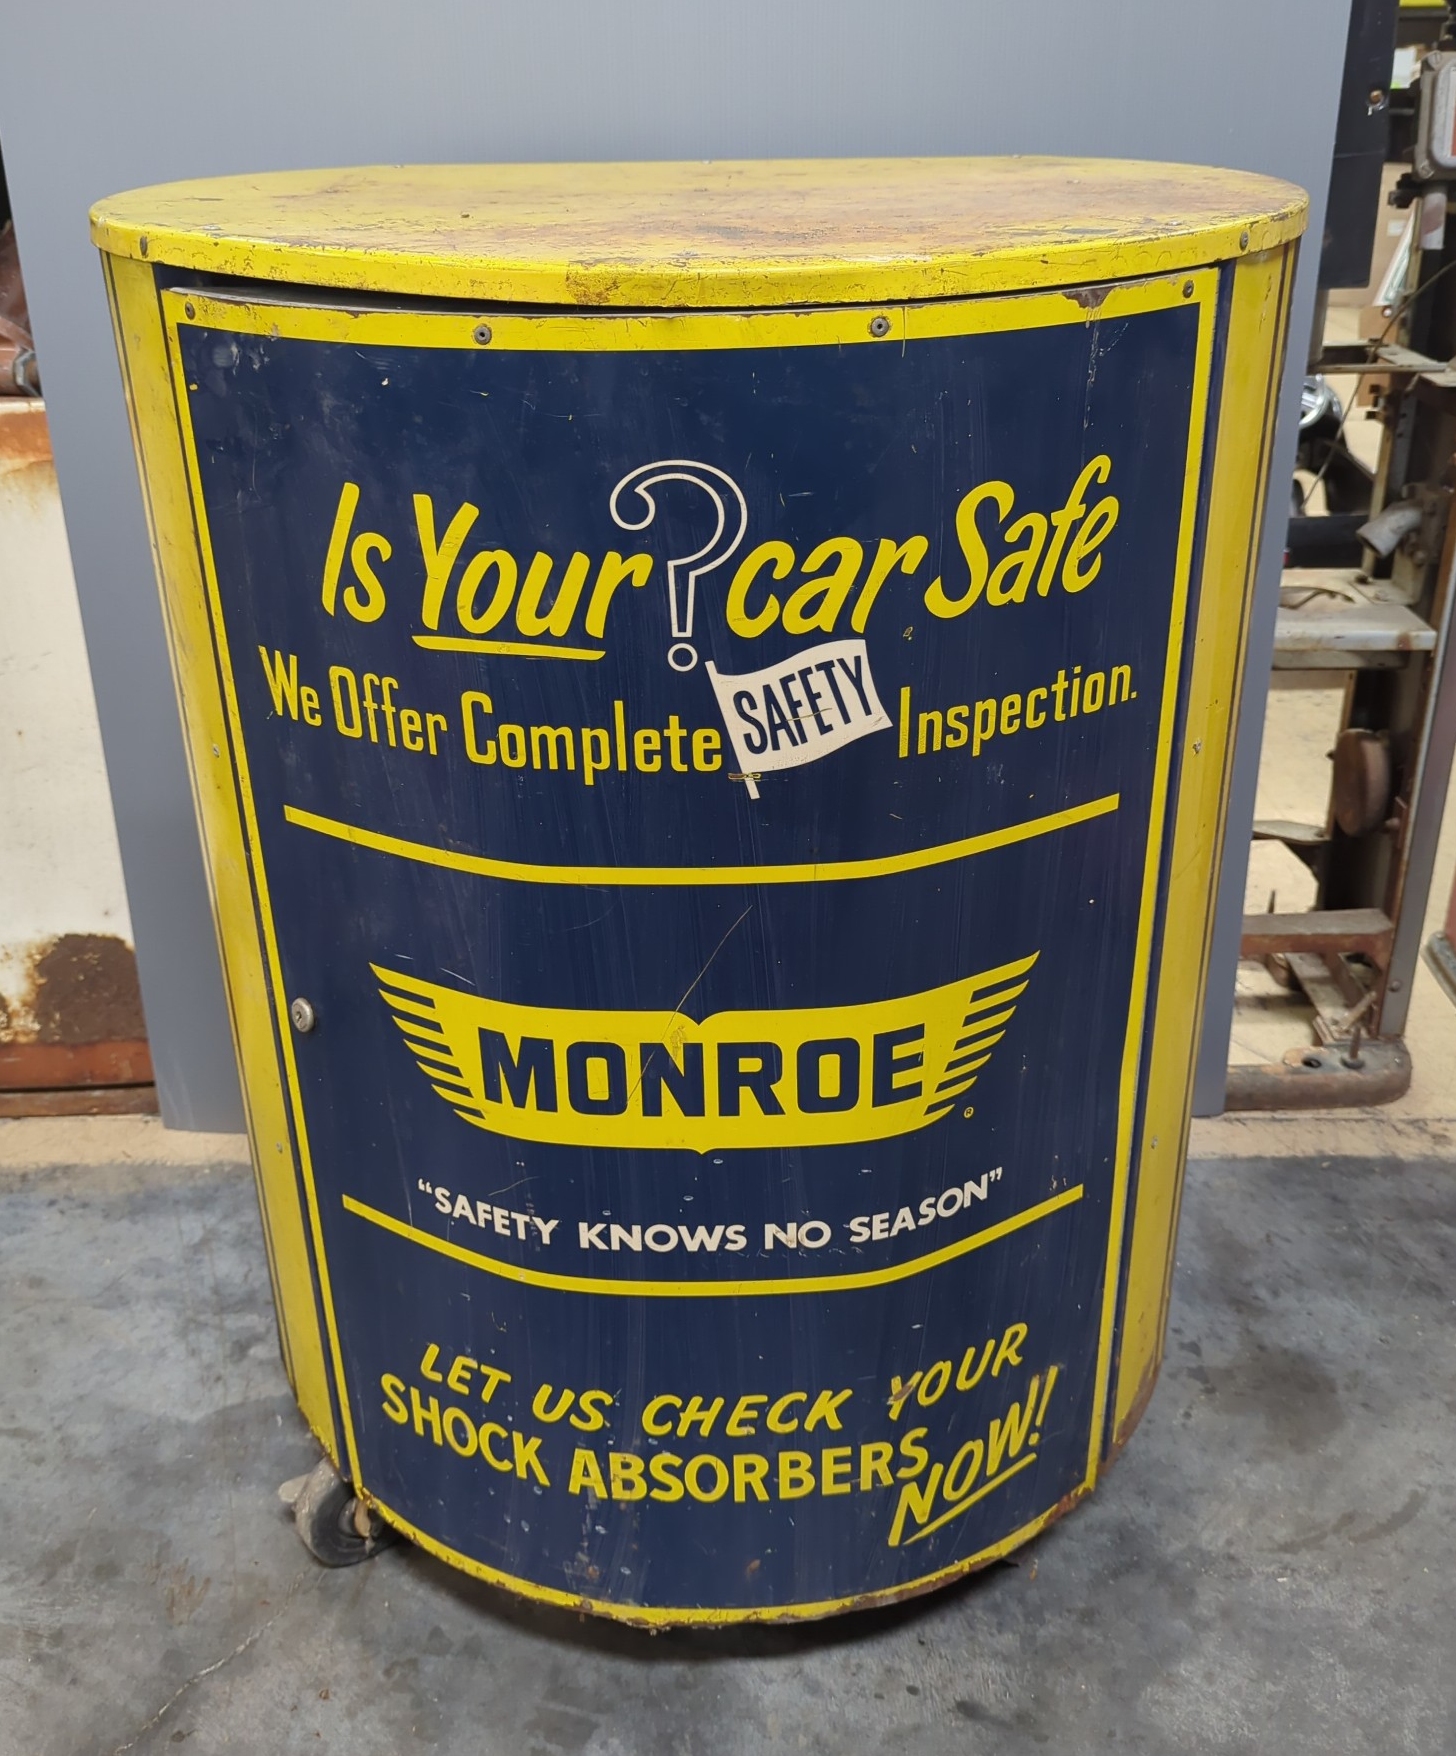 Is Your ? car Safe
We Offer Complete SAFETY Inspection.
MONROE ®
“SAFETY KNOWS NO SEASON”
LET US CHECK YOUR
SHOCK ABSORBERS
NOW!!